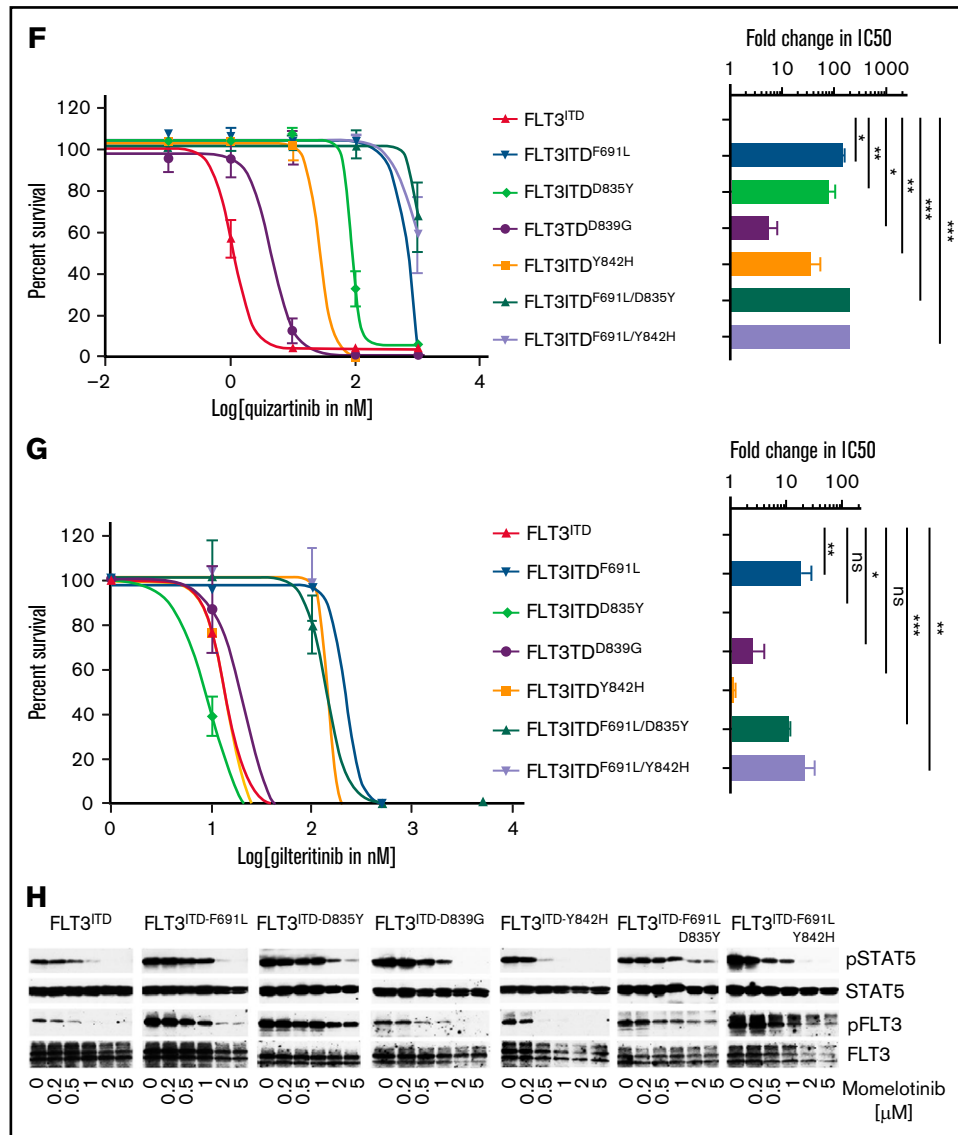 F
Fold change in IC50
1 10 100 1000
120
100
80
60
40
20
0
Percent survival
−2 0 2 4
Log[quizartinib in nM]
FLT3ITD
FLT3ITDF691L
FLT3ITDD835Y
FLT3TDD839G
FLT3ITDY842H
FLT3ITDF691L/D835Y
FLT3ITDF691L/Y842H
*
**
*
**
***
***
G
Fold change in IC50
1 10 100
120
100
80
60
40
20
0
Percent survival
0 1 2 3 4
Log[gilteritinib in nM]
FLT3ITD
FLT3ITDF691L
FLT3ITDD835Y
FLT3TDD839G
FLT3ITDY842H
FLT3ITDF691L/D835Y
FLT3ITDF691L/Y842H
**
ns
*
ns
***
**
H
FLT3ITD FLT3ITD-F691L FLT3ITD-D835Y FLT3ITD-D839G FLT3ITD-Y842H FLT3ITD-F691L D835Y FLT3ITD-F691L Y842H
pSTAT5
STAT5
pFLT3
FLT3
0 0.2 0.5 1 2 5 0 0.2 0.5 1 2 5 0 0.2 0.5 1 2 5 0 0.2 0.5 1 2 5 0 0.2 0.5 1 2 5 0 0.2 0.5 1 2 5 0 0.2 0.5 1 2 5 Momelotinib
[μM]